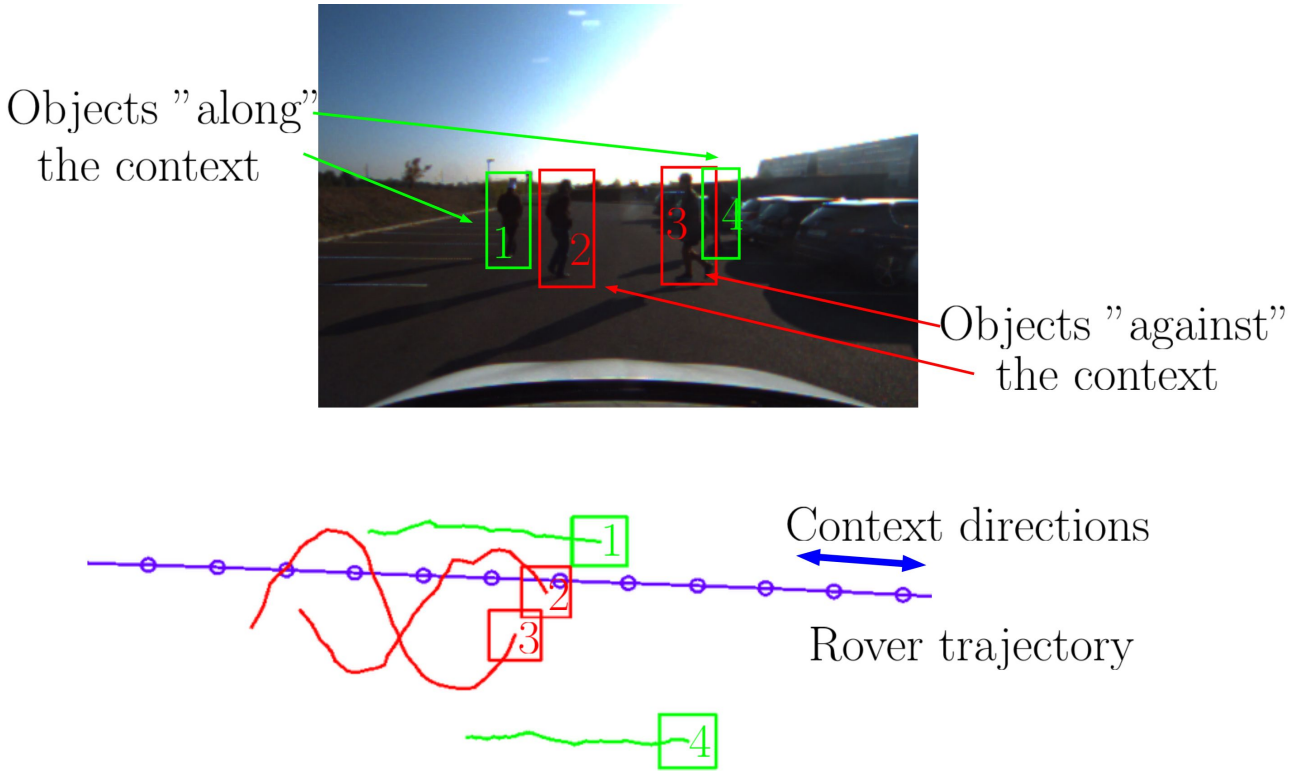 Objects "along"
the context
1
2
3
4
Objects "against"
the context
Context directions
1
2
3
Rover trajectory
4